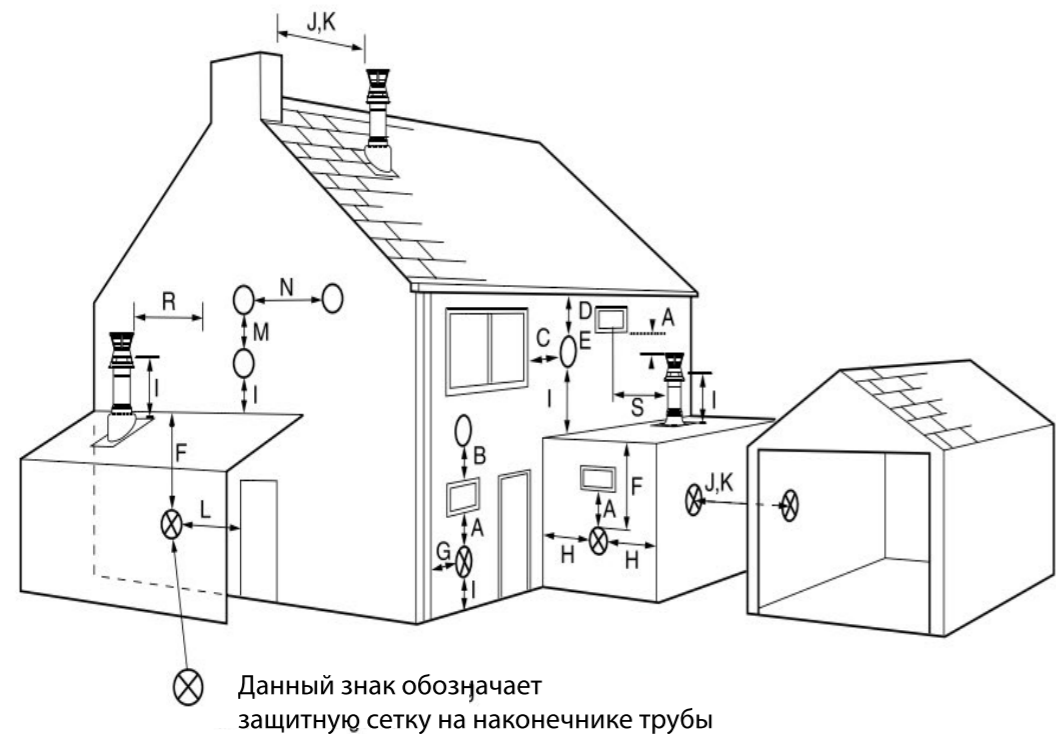 J,K
N
R
M
D
A
C
E
I
I
I
S
I
F
B
F
J,K
L
A
A
G
H
H
I
Данный знак обозначает
защитную сетку на наконечнике трубы